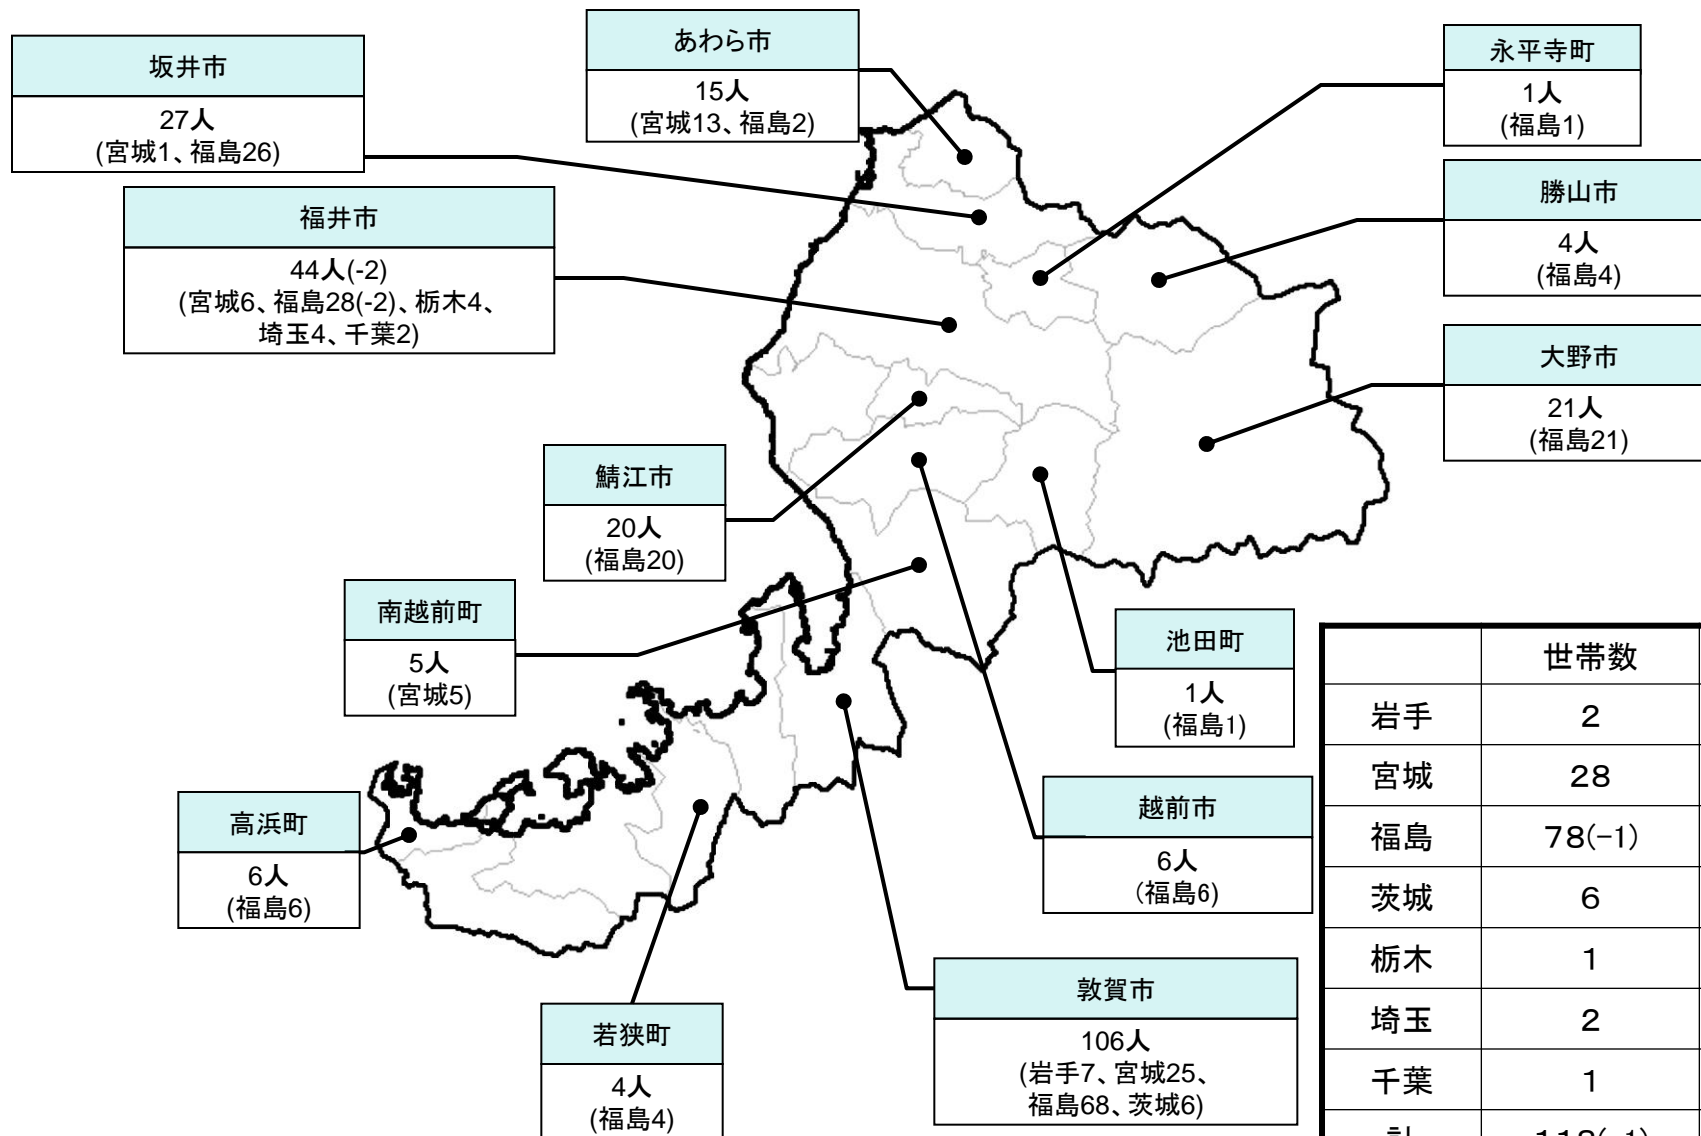 坂井市
27人
(宮城1、福島26)
あわら市
15人
(宮城13、福島2)
永平寺町
1人
(福島1)
勝山市
4人
(福島4)
福井市
44人(-2)
(宮城6、福島28(-2)、栃木4、
埼玉4、千葉2)
大野市
21人
(福島21)
鯖江市
20人
(福島20)
南越前町
5人
(宮城5)
池田町
1人
(福島1)
越前市
6人
(福島6)
高浜町
6人
(福島6)
敦賀市
106人
(岩手7、宮城25、
福島68、茨城6)
若狭町
4人
(福島4)
世帯数
岩手 2
宮城 28
福島 78(-1)
茨城 6
栃木 1
埼玉 2
千葉 1
計 118(-1)